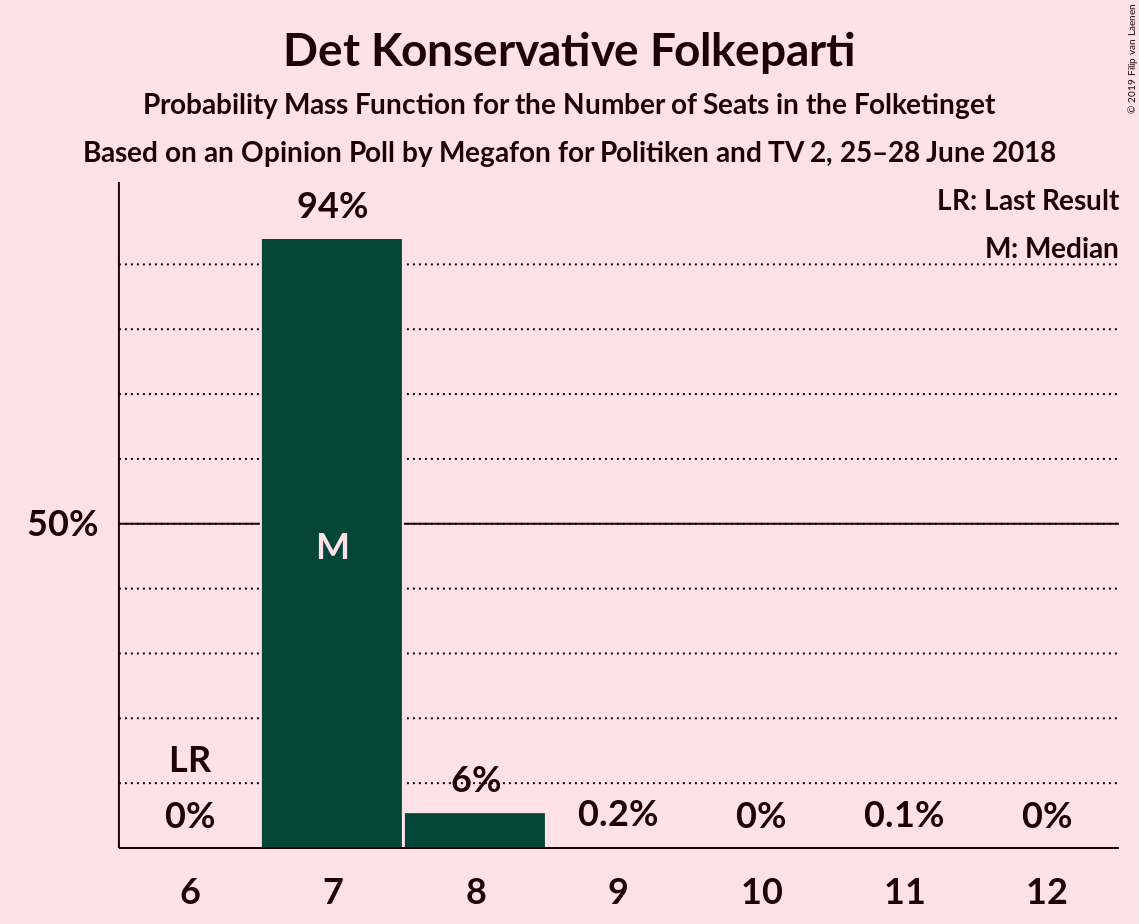 Det Konservative Folkeparti
Probability Mass Function for the Number of Seats in the Folketinget
Based on an Opinion Poll by Megafon for Politiken and TV 2, 25–28 June 2018
© 2019 Filip van Laenen
LR: Last Result
M: Median
94%
50%
M
LR
0%
6%
0.2%
0%
0.1%
0%
6 7 8 9 10 11 12